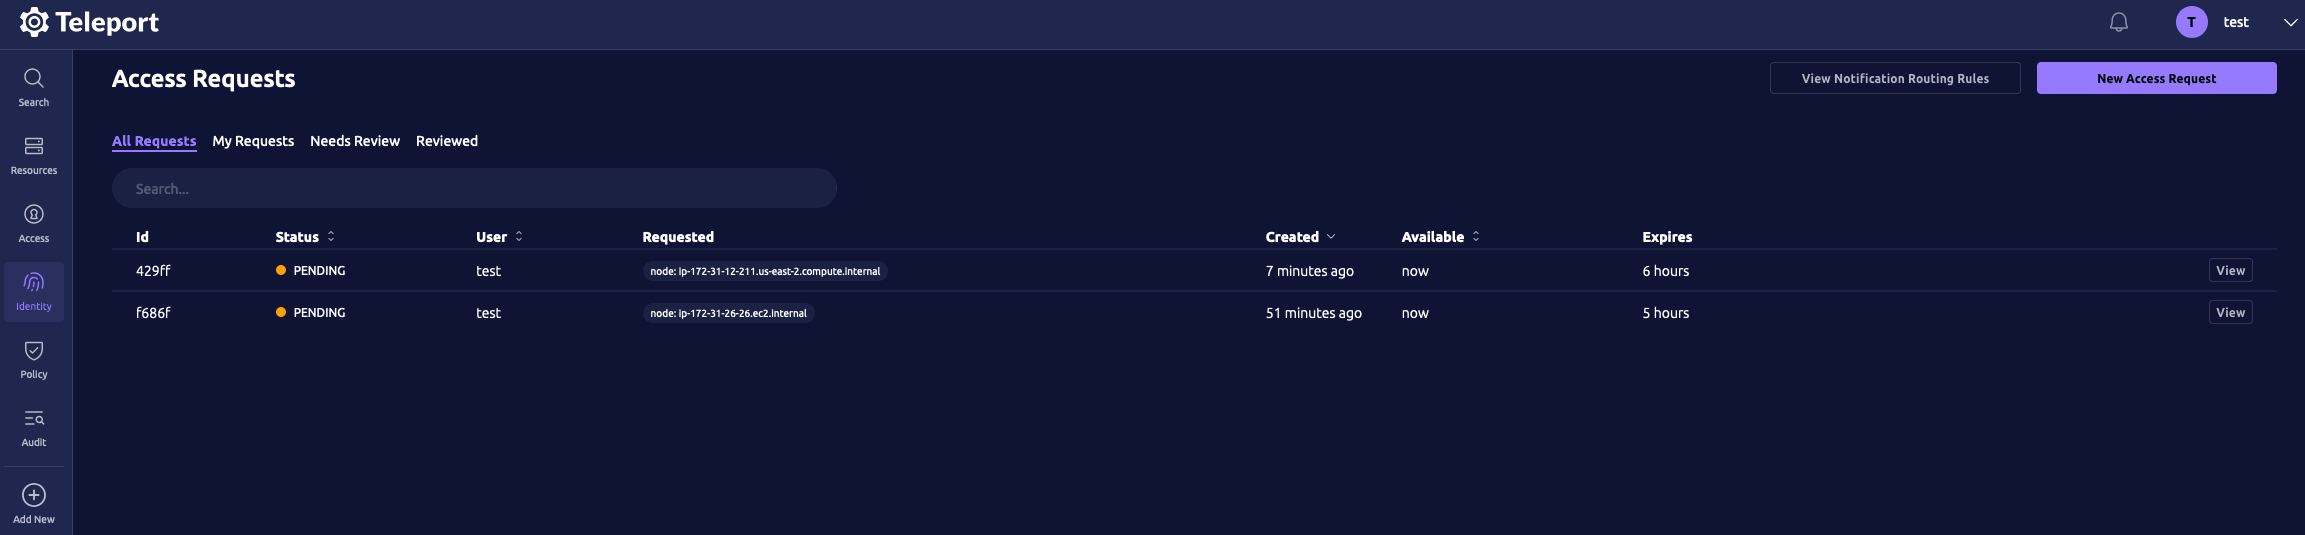 Teleport
T test
Search
Resources
Access
Identity
Policy
Audit
Add New
Access Requests
View Notification Routing Rules
New Access Request
All Requests My Requests Needs Review Reviewed
Search...
Id Status User Requested Created Available Expires
429ff PENDING test node: ip-172-31-12-211.us-east-2.compute.internal 7 minutes ago now 6 hours View
f686f PENDING test node: ip-172-31-26-26.ec2.internal 51 minutes ago now 5 hours View